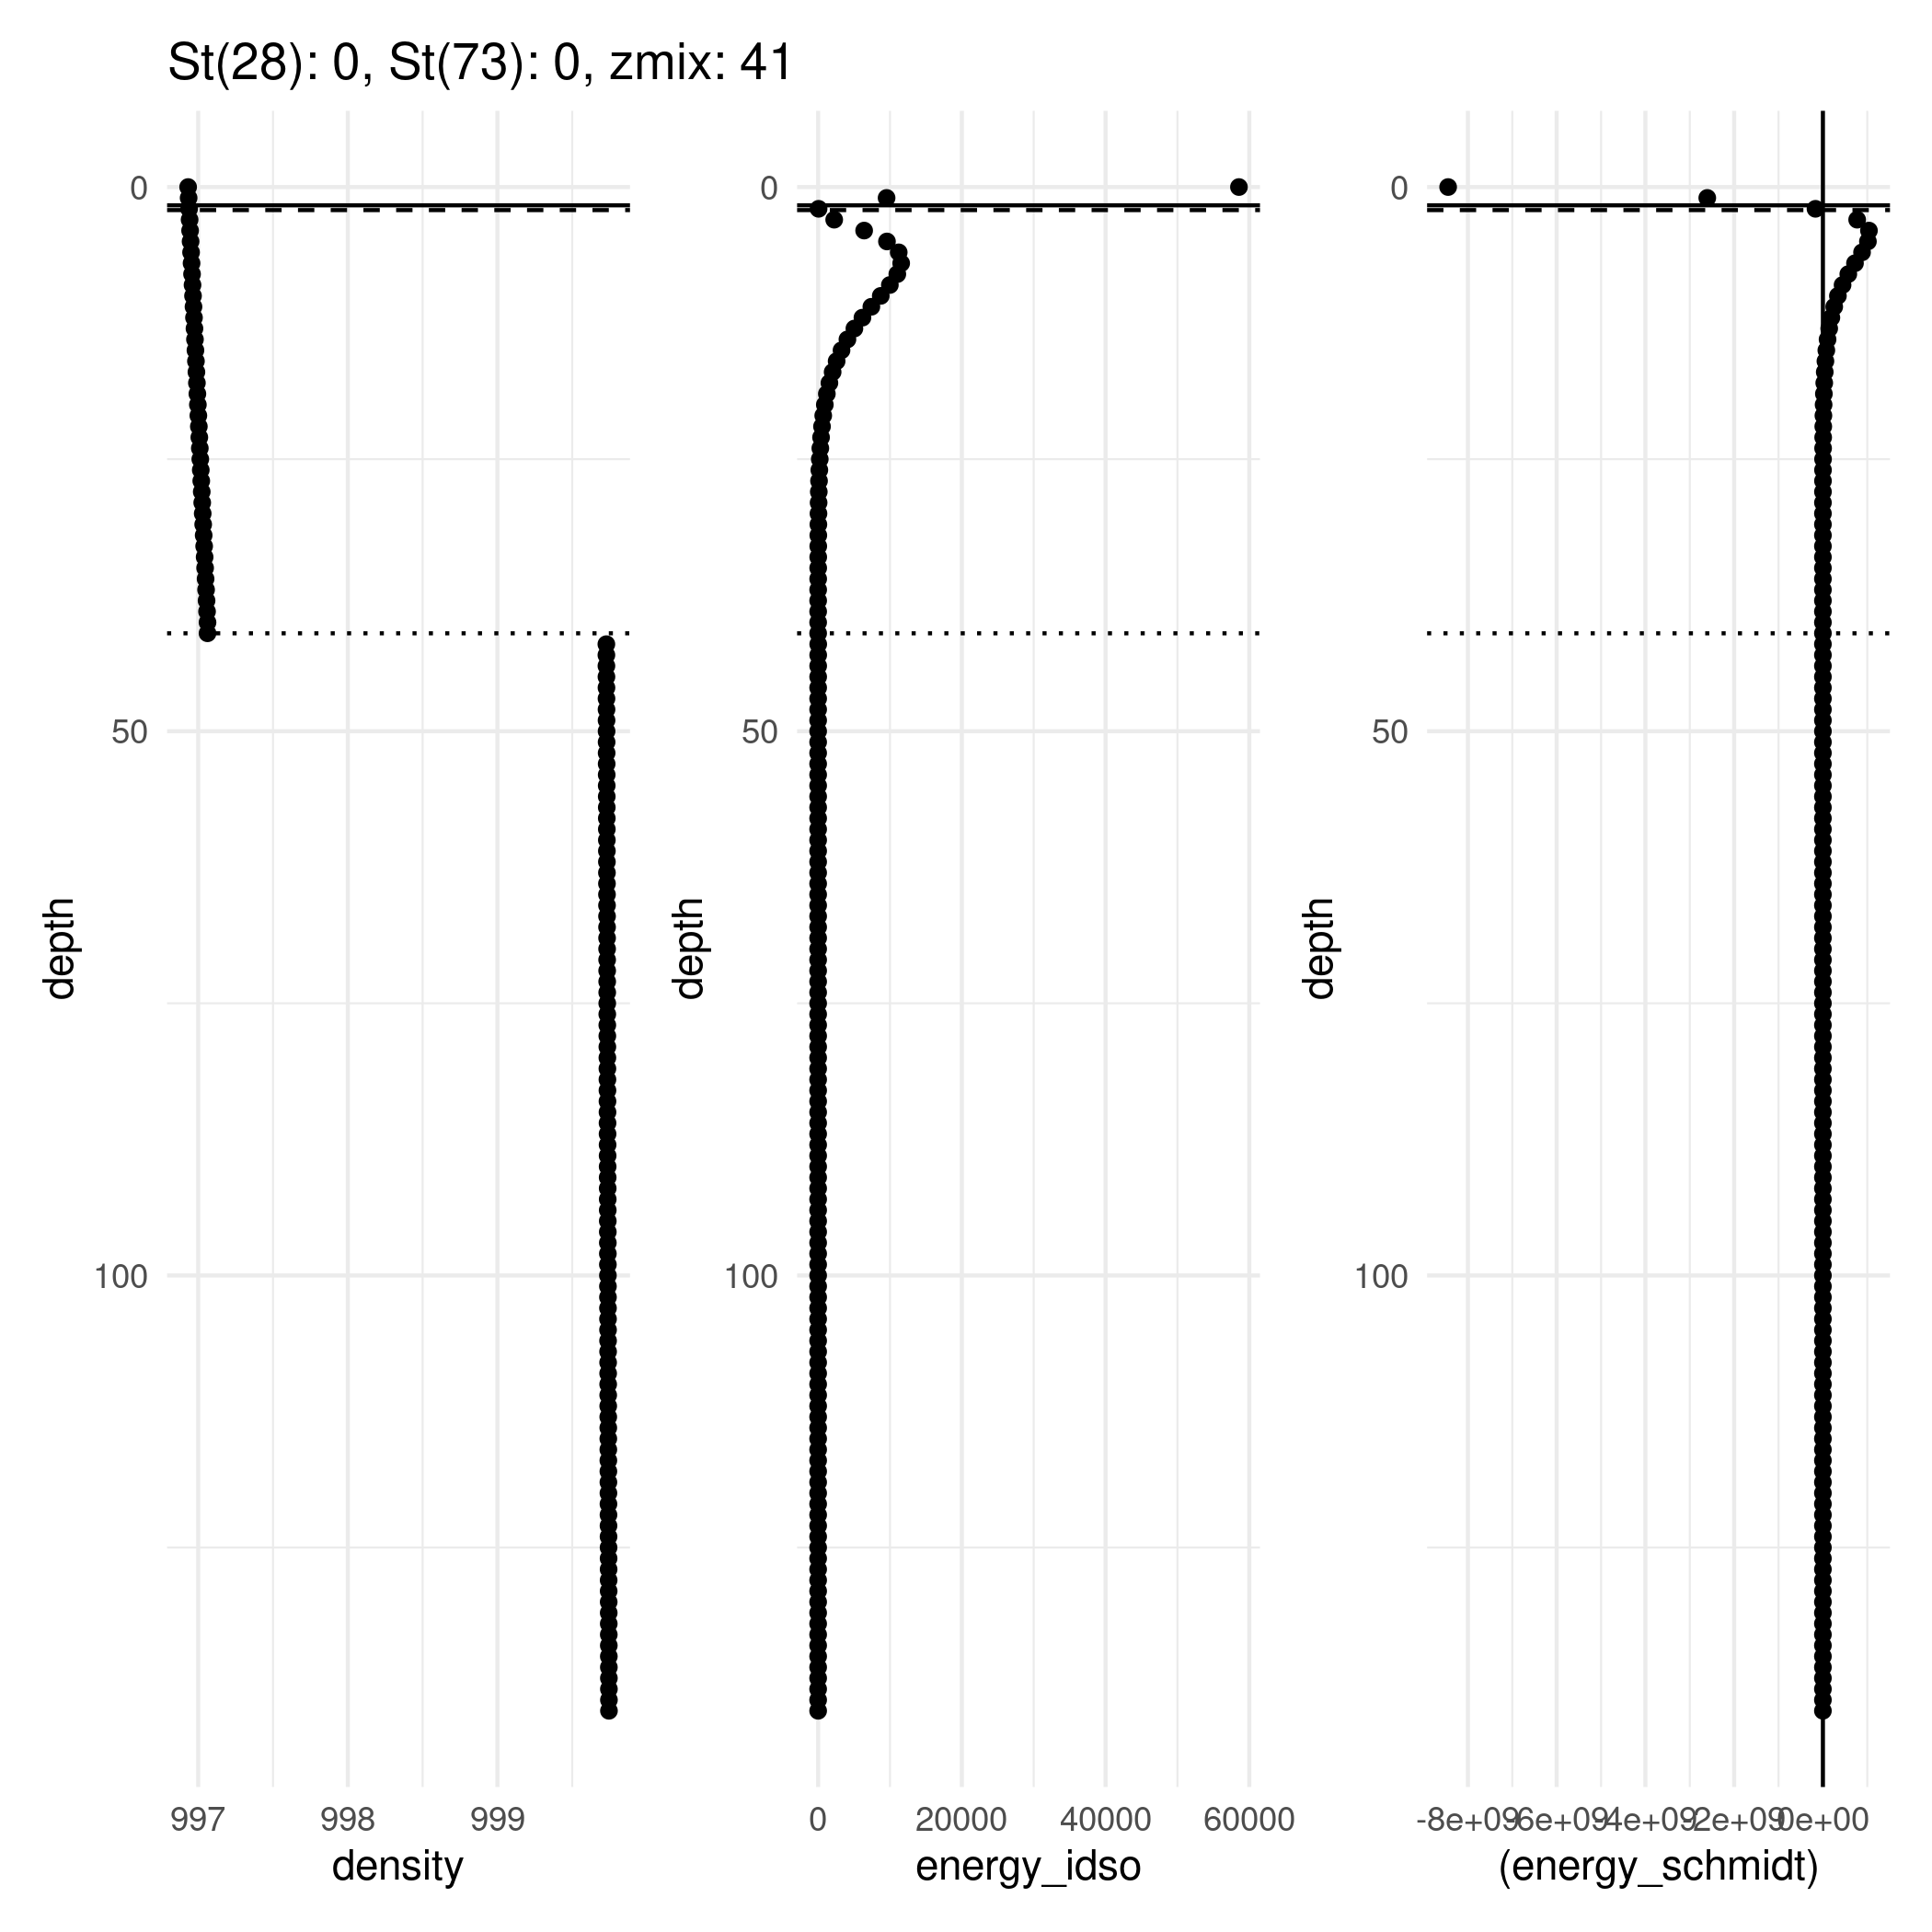 St(28): 0, St(73): 0, zmix: 41
0
50
100
depth
997 998 999
density
0
50
100
depth
0 20000 40000 60000
energy_idso
0
50
100
depth
-8e+09 -6e+09 -4e+09 -2e+09 0e+00
(energy_schmidt)